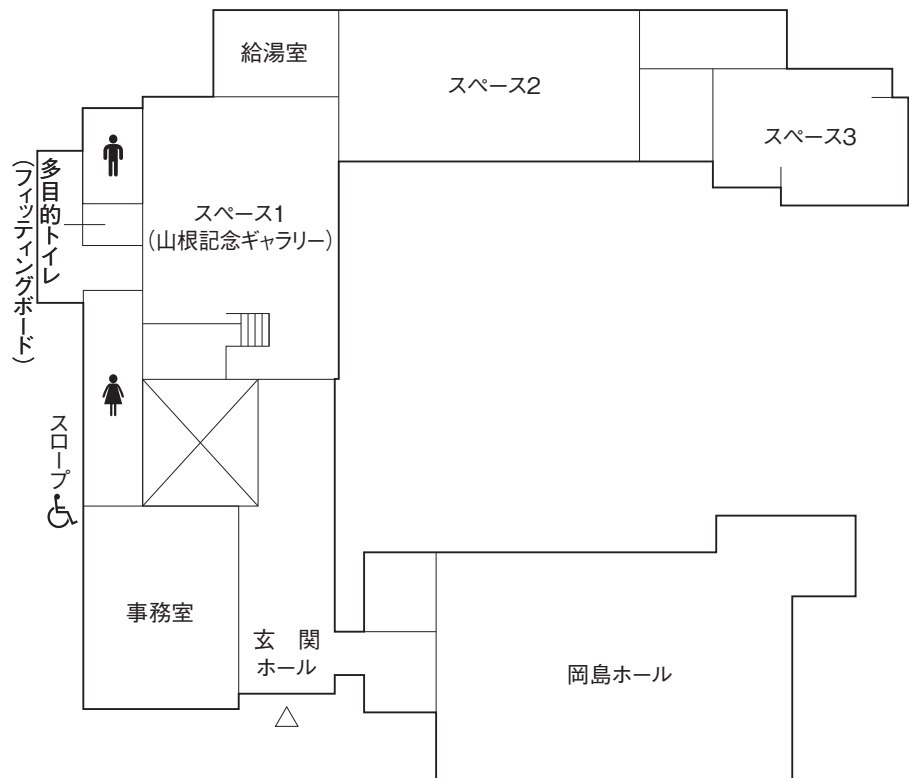 給湯室
スペース2
スペース3
多目的トイレ
(フィッティングボード)
スペース1
(山根記念ギャラリー)
スロープ
事務室
玄 関
ホール
岡島ホール